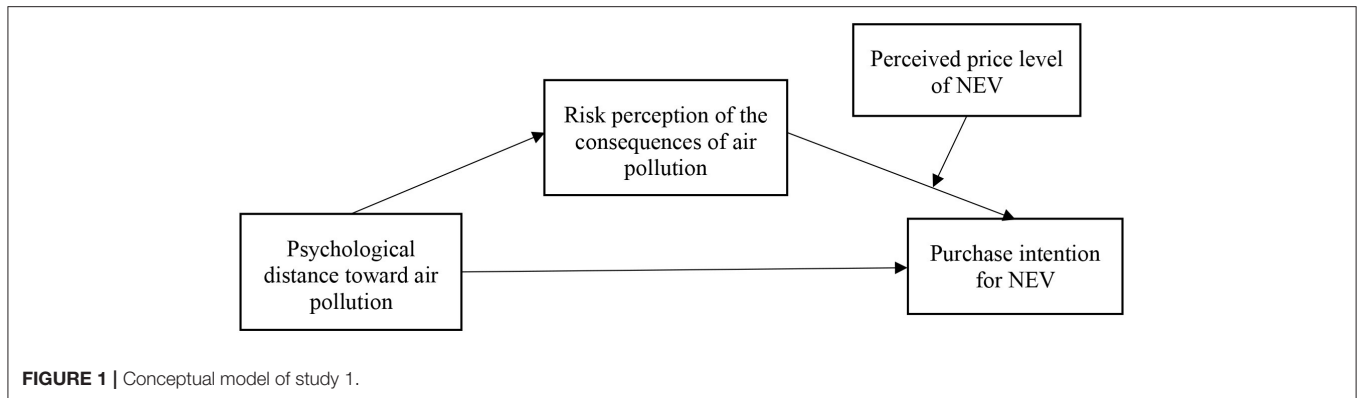 Perceived price level
of NEV
Risk perception of the
consequences of air
pollution
Psychological
distance toward air
pollution
Purchase intention
for NEV
FIGURE 1 | Conceptual model of study 1.